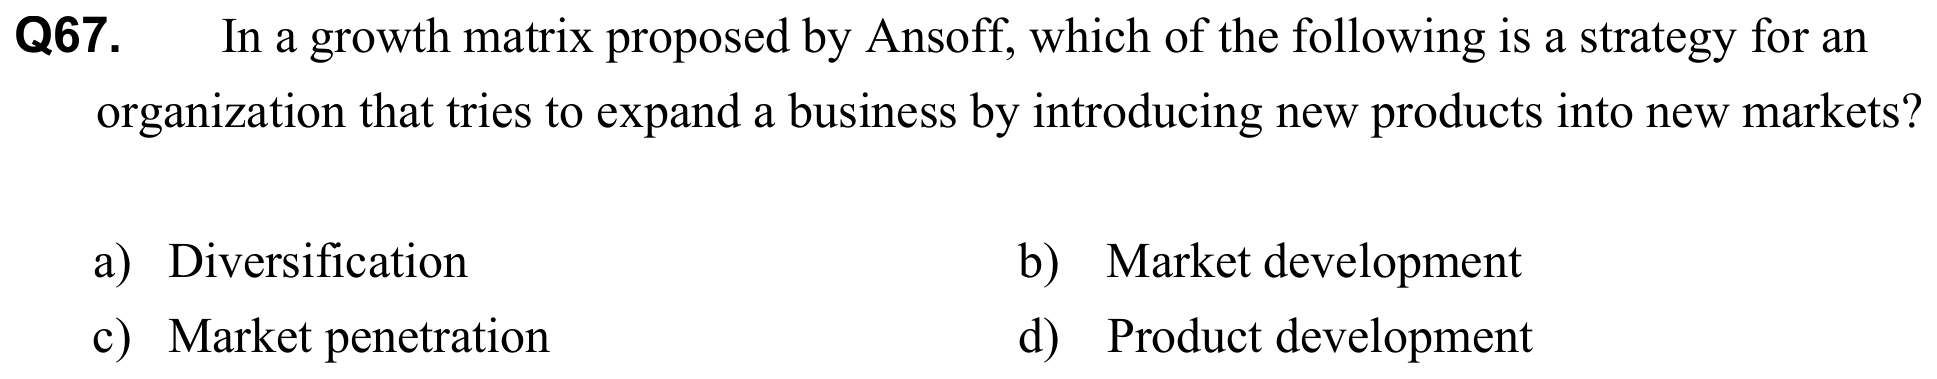 Q67. In a growth matrix proposed by Ansoff, which of the following is a strategy for an
organization that tries to expand a business by introducing new products into new markets?
a) Diversification b) Market development
c) Market penetration d) Product development